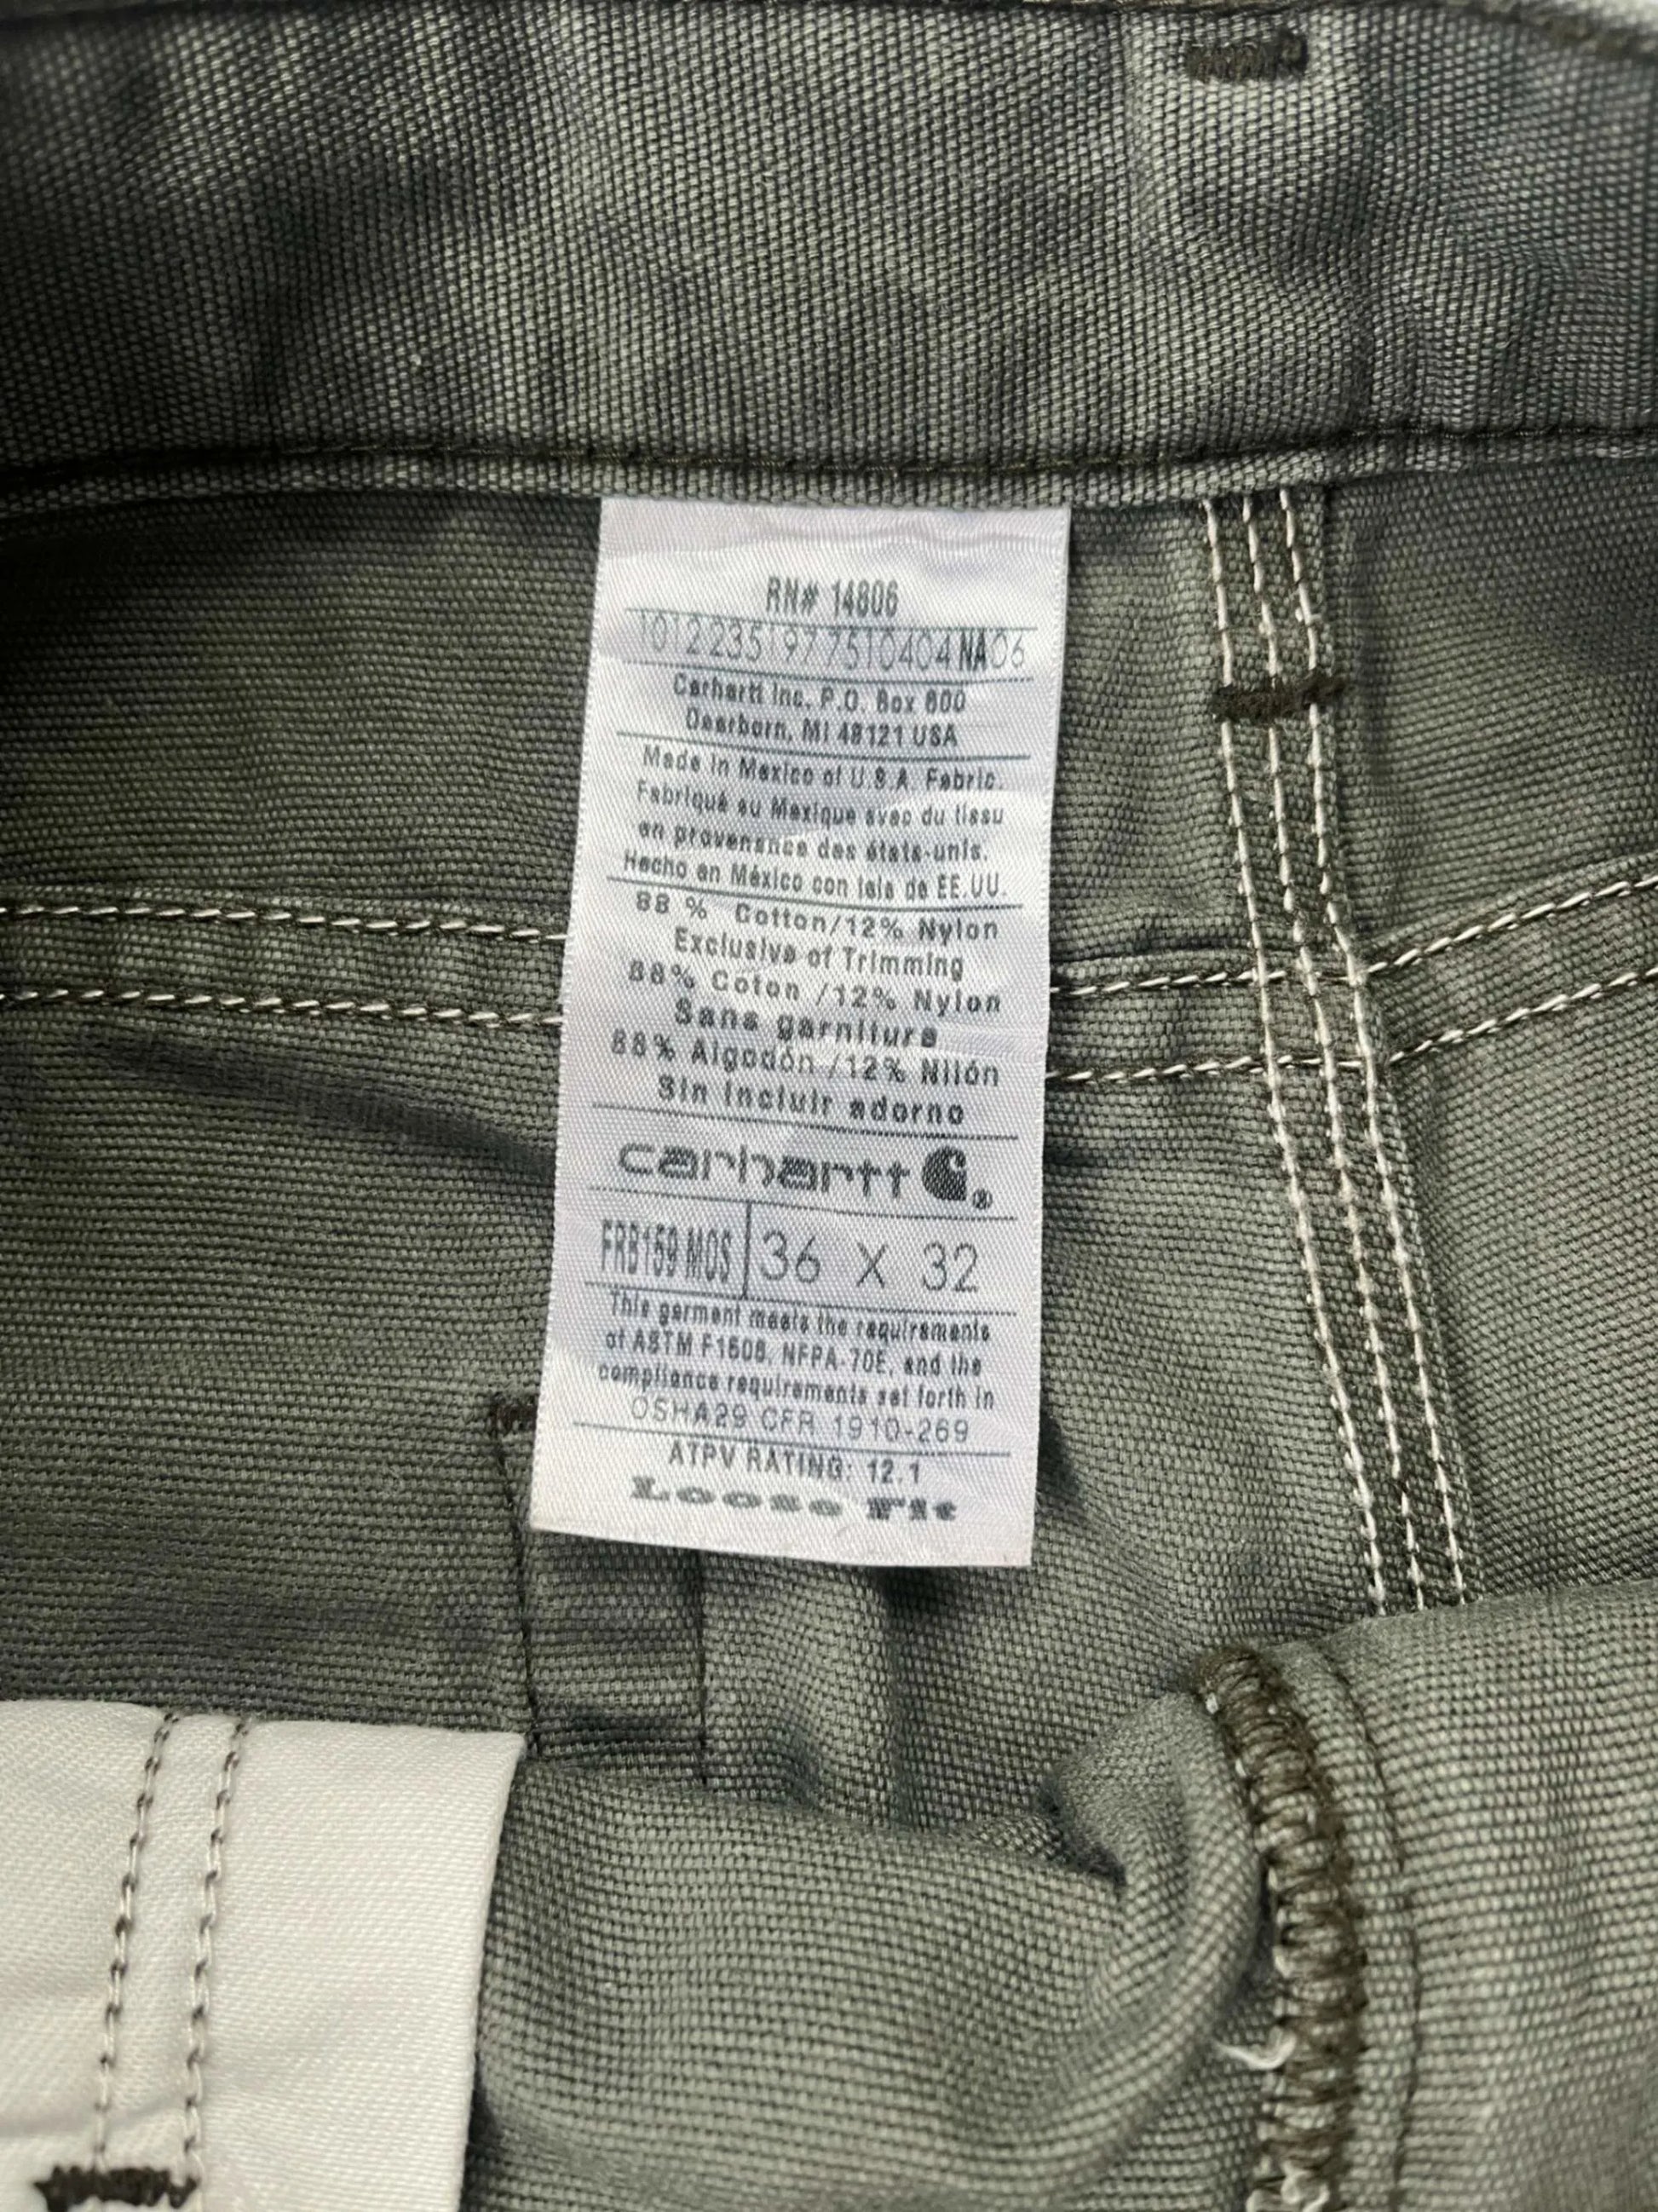 RN# 14806
10122351977510404NA06
Carhartt Inc. P.O. Box 600
Dearborn, MI 48121 USA
Made in Mexico of U.S.A. Fabric.
Fabriqué au Mexique avec du tissu
en provenance des états-unis.
Hecho en México con tela de EE.UU.
88 % Cotton/12% Nylon
Exclusive of Trimming
88% Coton /12% Nylon
Sans garniture
88% Algodón /12% Nilón
Sin incluir adorno
carhartt ®
FRB159 MOS 36 X 32
This garment meets the requirements
of ASTM F1506, NFPA-70E, and the
compliance requirements set forth in
OSHA29 CFR 1910-269
ATPV RATING: 12.1
Loose Fit